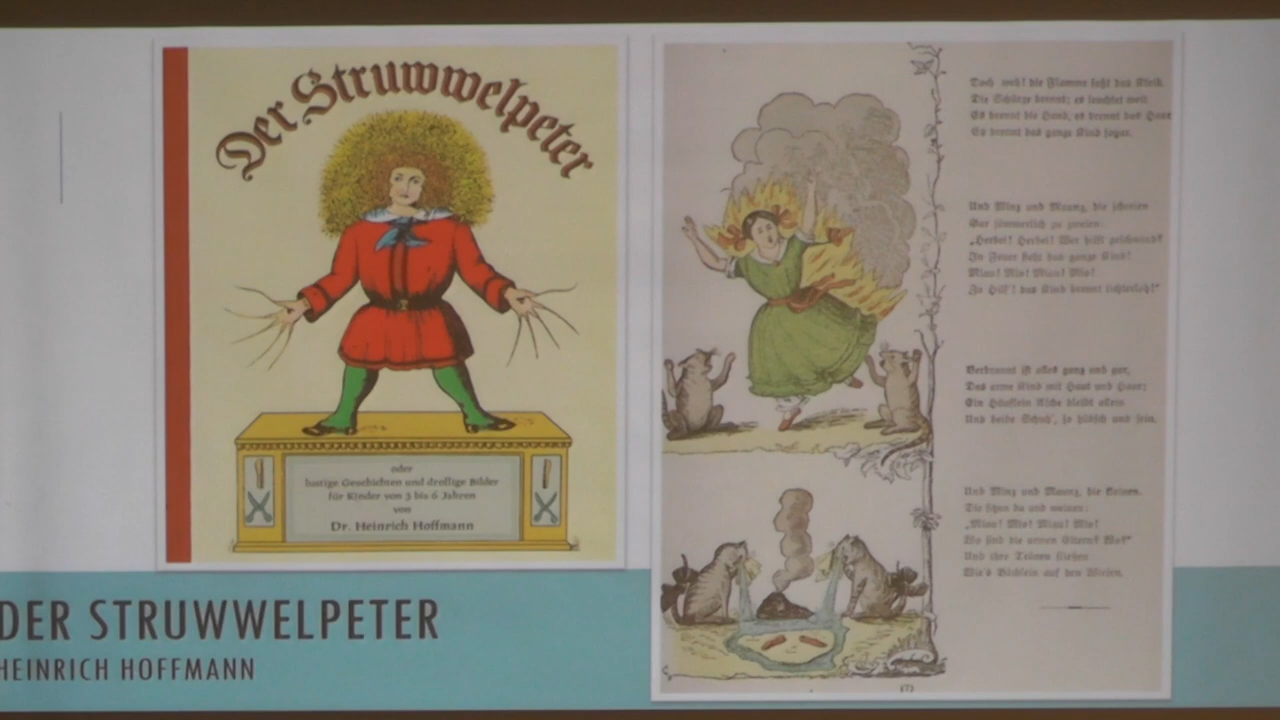 Der Struwwelpeter
oder
lustige Geschichten und drollige Bilder
für Kinder von 3 bis 6 Jahren
von
Dr. Heinrich Hoffmann
DER STRUWWELPETER
HEINRICH HOFFMANN
Doch weh! die Flamme faßt das Kleid,
Die Schürze brennt; es leuchtet weit.
Es brennt die Hand, es brennt das Haar,
Es brennt das ganze Kind sogar.
Und Minz und Maunz, die schreien
Gar jämmerlich zu zweien:
„Herbei! Herbei! Wer hilft geschwind?
In Feuer steht das ganze Kind!
Miau! Mio! Miau! Mio!
Zu Hilf'! das Kind brennt lichterloh!"
Verbrannt ist alles ganz und gar,
Das arme Kind mit Haut und Haar;
Ein Häuflein Asche bleibt allein
Und beide Schuh', so hübsch und fein.
Und Minz und Maunz, die kleinen,
Die sitzen da und weinen:
„Miau! Mio! Miau! Mio!
Wo sind die armen Eltern? Wo?"
Und ihre Tränen fließen
Wie's Bächlein auf den Wiesen.
(7)